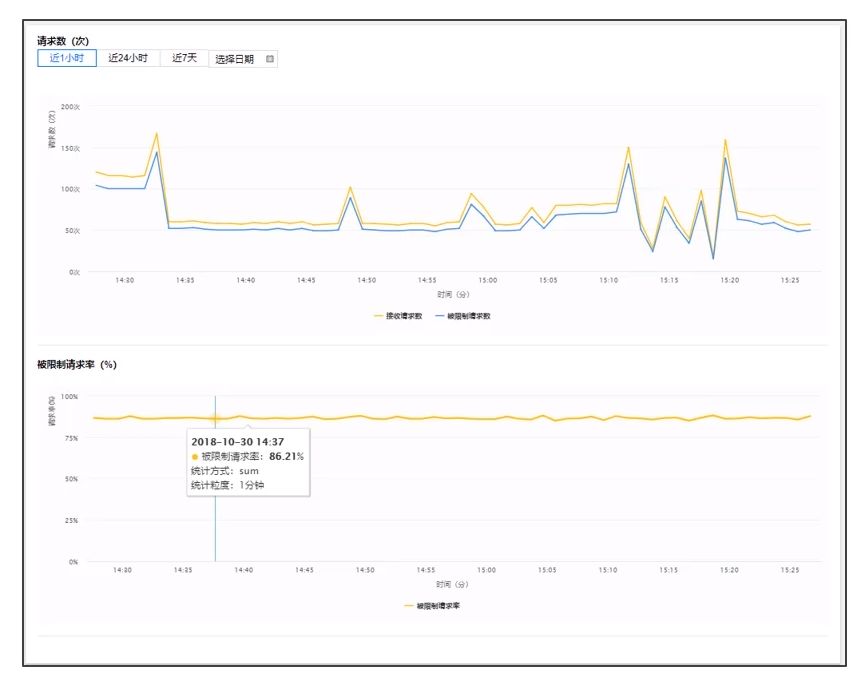 请求数（次）
近1小时 近24小时 近7天 选择日期
请求数（次）
200次
150次
100次
50次
0次
14:30 14:35 14:40 14:45 14:50 14:55 15:00 15:05 15:10 15:15 15:20 15:25
时间（分）
接收请求数 被限制请求数
被限制请求率（%）
请求率(%)
100%
75%
50%
25%
0%
2018-10-30 14:37
被限制请求率：86.21%
统计方式：sum
统计粒度：1分钟
14:30 14:35 14:40 14:45 14:50 14:55 15:00 15:05 15:10 15:15 15:20 15:25
时间（分）
被限制请求率